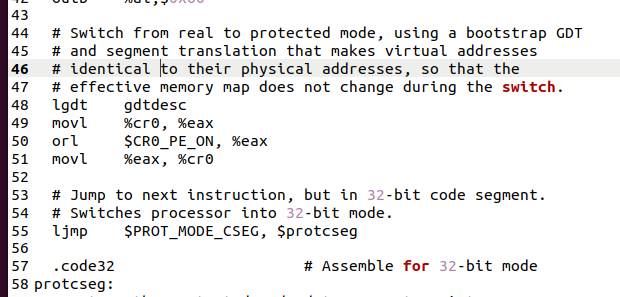 43
44 # Switch from real to protected mode, using a bootstrap GDT
45 # and segment translation that makes virtual addresses
46 # identical to their physical addresses, so that the
47 # effective memory map does not change during the switch.
48 lgdt gdtdesc
49 movl %cr0, %eax
50 orl $CR0_PE_ON, %eax
51 movl %eax, %cr0
52
53 # Jump to next instruction, but in 32-bit code segment.
54 # Switches processor into 32-bit mode.
55 ljmp $PROT_MODE_CSEG, $protcseg
56
57 .code32 # Assemble for 32-bit mode
58 protcseg: